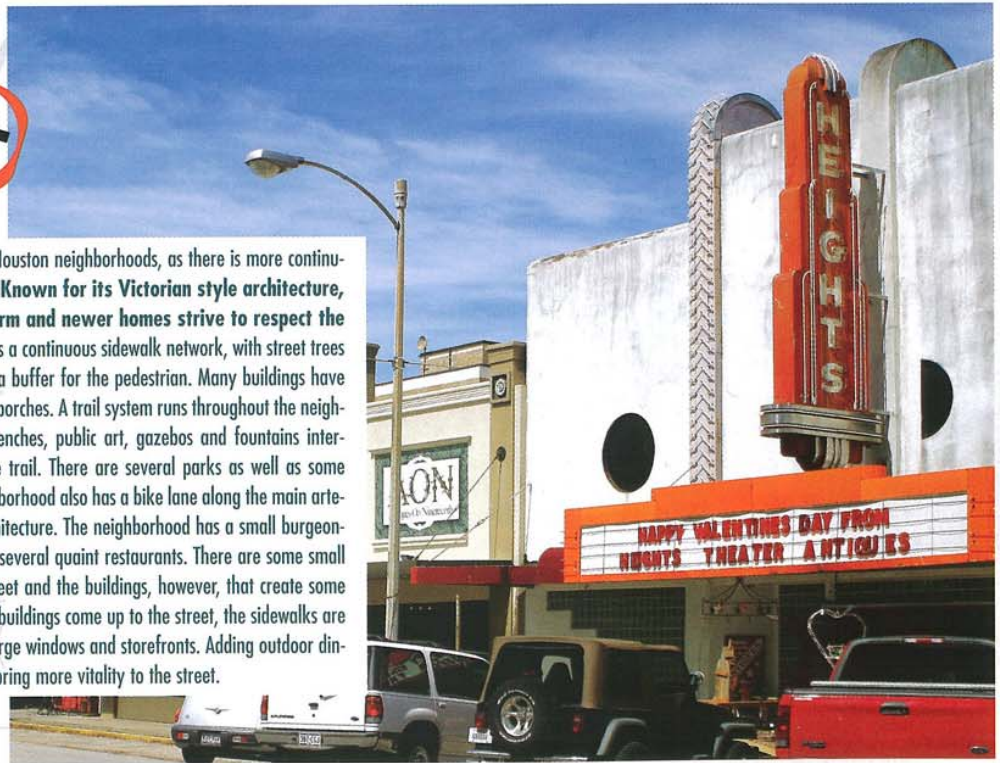 Houston neighborhoods, as there is more continu-
Known for its Victorian style architecture,
rm and newer homes strive to respect the
s a continuous sidewalk network, with street trees
a buffer for the pedestrian. Many buildings have
porches. A trail system runs throughout the neigh-
enches, public art, gazebos and fountains inter-
e trail. There are several parks as well as some
borhood also has a bike lane along the main arte-
hitecture. The neighborhood has a small burgeon-
several quaint restaurants. There are some small
eet and the buildings, however, that create some
buildings come up to the street, the sidewalks are
rge windows and storefronts. Adding outdoor din-
bring more vitality to the street.
HEIGHTS
AON
HAPPY VALENTINES DAY FROM
HEIGHTS THEATER ANTIQUES